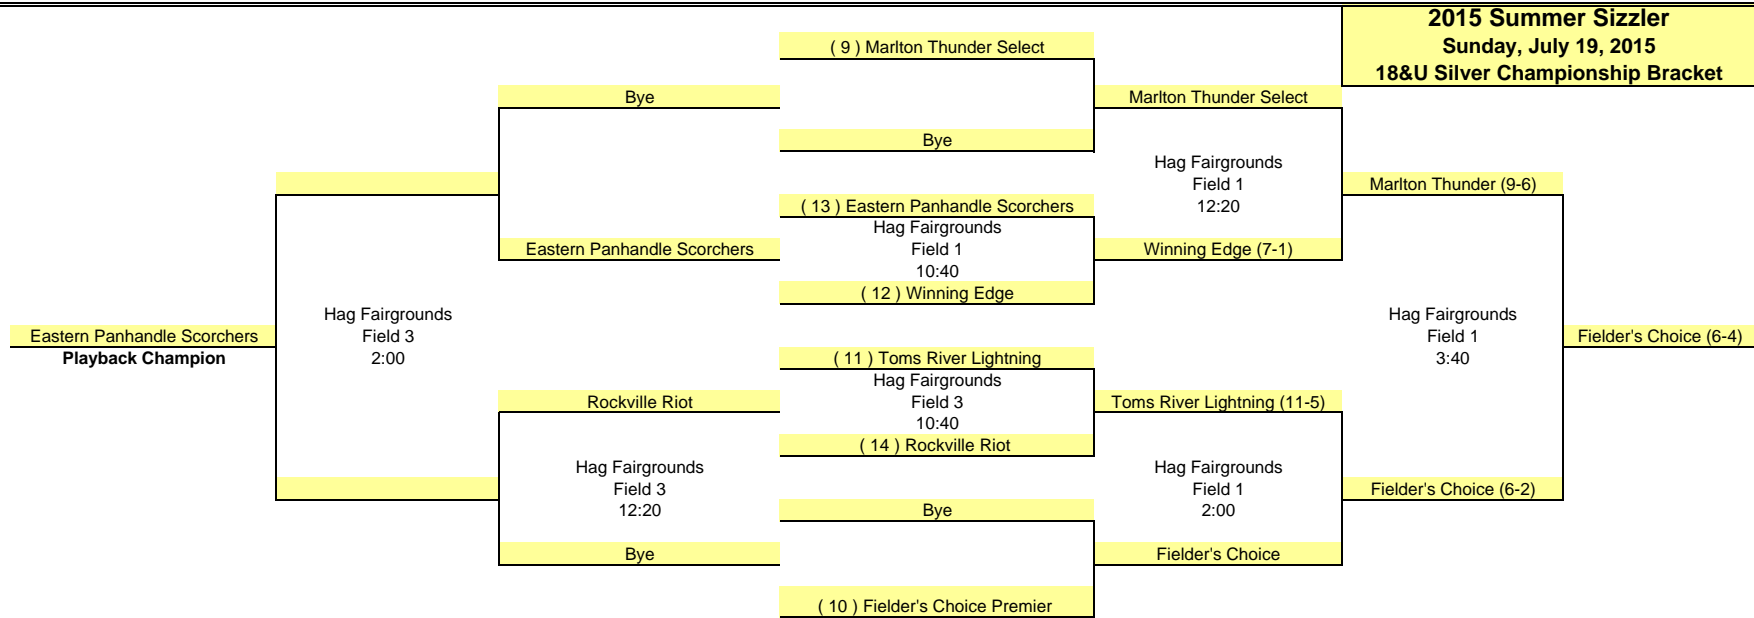 2015 Summer Sizzler
Sunday, July 19, 2015
18&U Silver Championship Bracket
( 9 ) Marlton Thunder Select
Bye
Marlton Thunder Select
Bye
Hag Fairgrounds
Field 1
12:20
Marlton Thunder (9-6)
( 13 ) Eastern Panhandle Scorchers
Hag Fairgrounds
Field 1
10:40
Eastern Panhandle Scorchers
Winning Edge (7-1)
( 12 ) Winning Edge
Hag Fairgrounds
Field 3
2:00
Hag Fairgrounds
Field 1
3:40
Eastern Panhandle Scorchers
Playback Champion
Fielder's Choice (6-4)
( 11 ) Toms River Lightning
Hag Fairgrounds
Field 3
10:40
Rockville Riot
Toms River Lightning (11-5)
( 14 ) Rockville Riot
Hag Fairgrounds
Field 3
12:20
Hag Fairgrounds
Field 1
2:00
Fielder's Choice (6-2)
Bye
Bye
Fielder's Choice
( 10 ) Fielder's Choice Premier